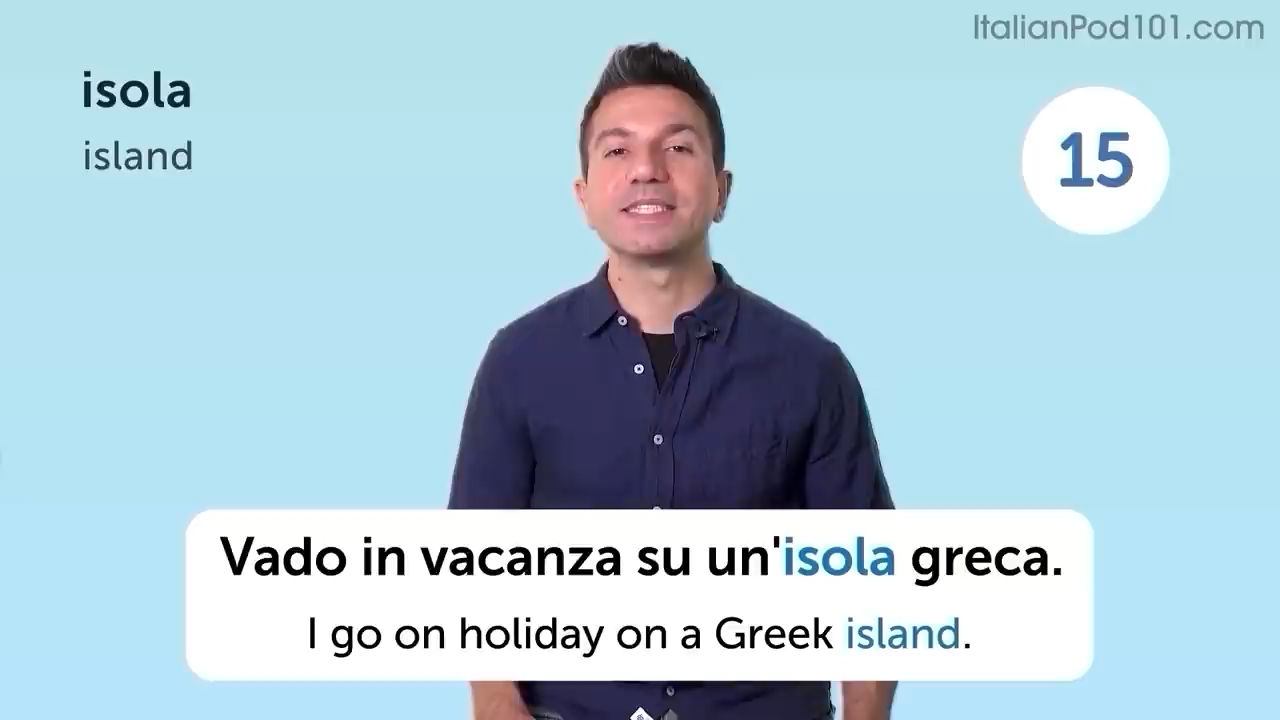 ItalianPod101.com
isola
island
15
Vado in vacanza su un'isola greca.
I go on holiday on a Greek island.